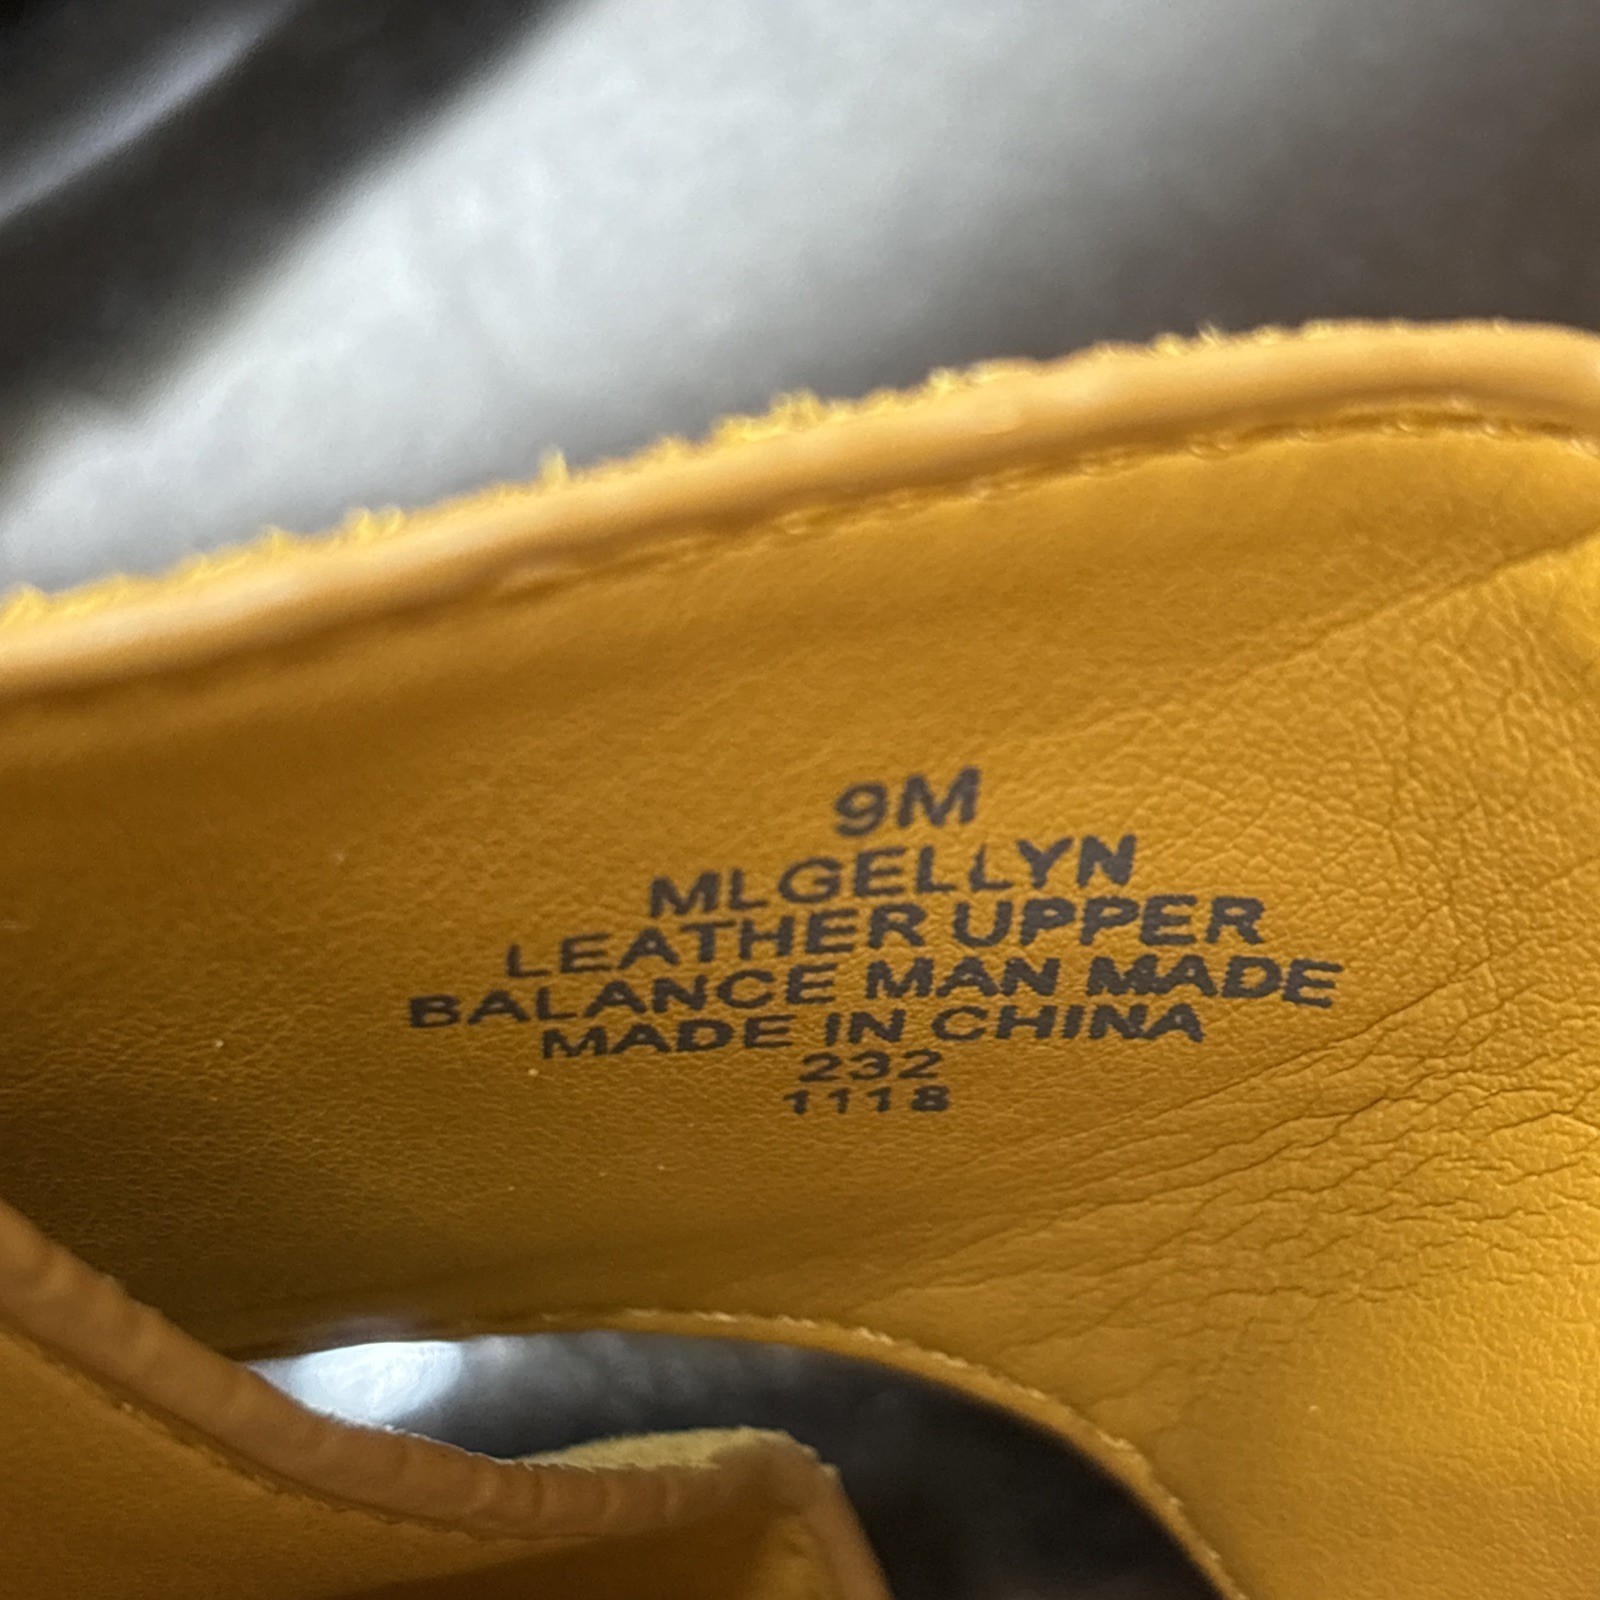 9M
MLGELLYN
LEATHER UPPER
BALANCE MAN MADE
MADE IN CHINA
232
1118